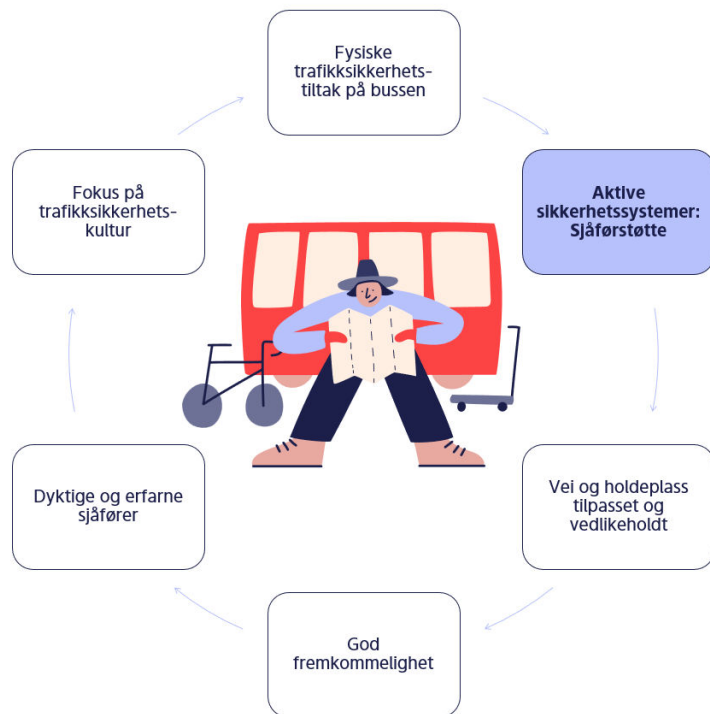 Fysiske
trafikksikkerhets-
tiltak på bussen
Aktive
sikkerhetssystemer:
Sjåførstøtte
Vei og holdeplass
tilpasset og
vedlikeholdt
God
fremkommelighet
Dyktige og erfarne
sjåfører
Fokus på
trafikksikkerhets-
kultur